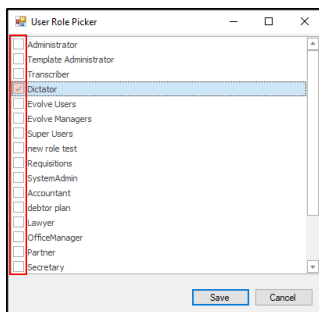 User Role Picker
Administrator
Template Administrator
Transcriber
Dictator
Evolve Users
Evolve Managers
Super Users
new role test
Requisitions
SystemAdmin
Accountant
debtor plan
Lawyer
OfficeManager
Partner
Secretary
Save Cancel